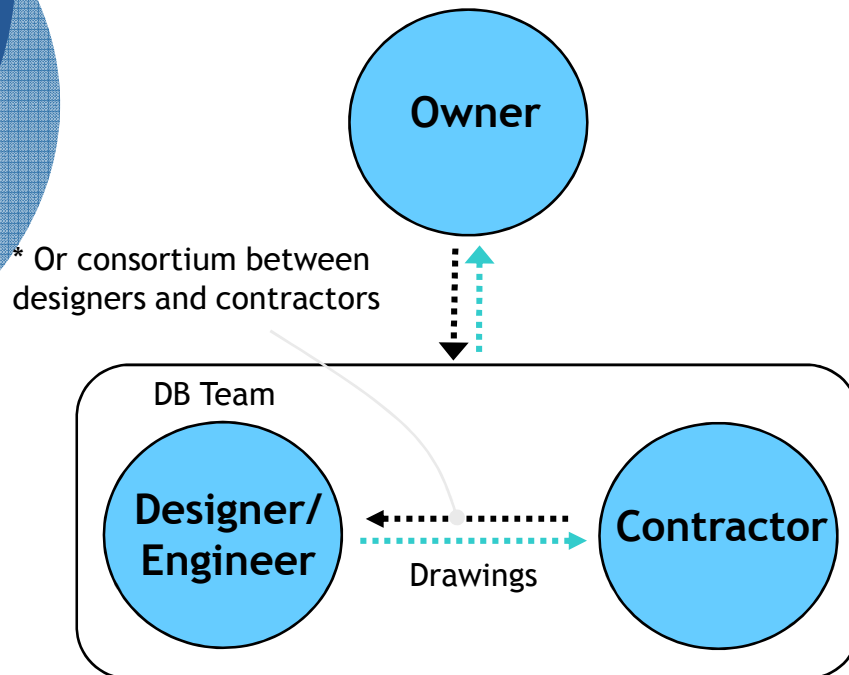 Owner
* Or consortium between
designers and contractors
DB Team
Designer/
Engineer
Contractor
Drawings